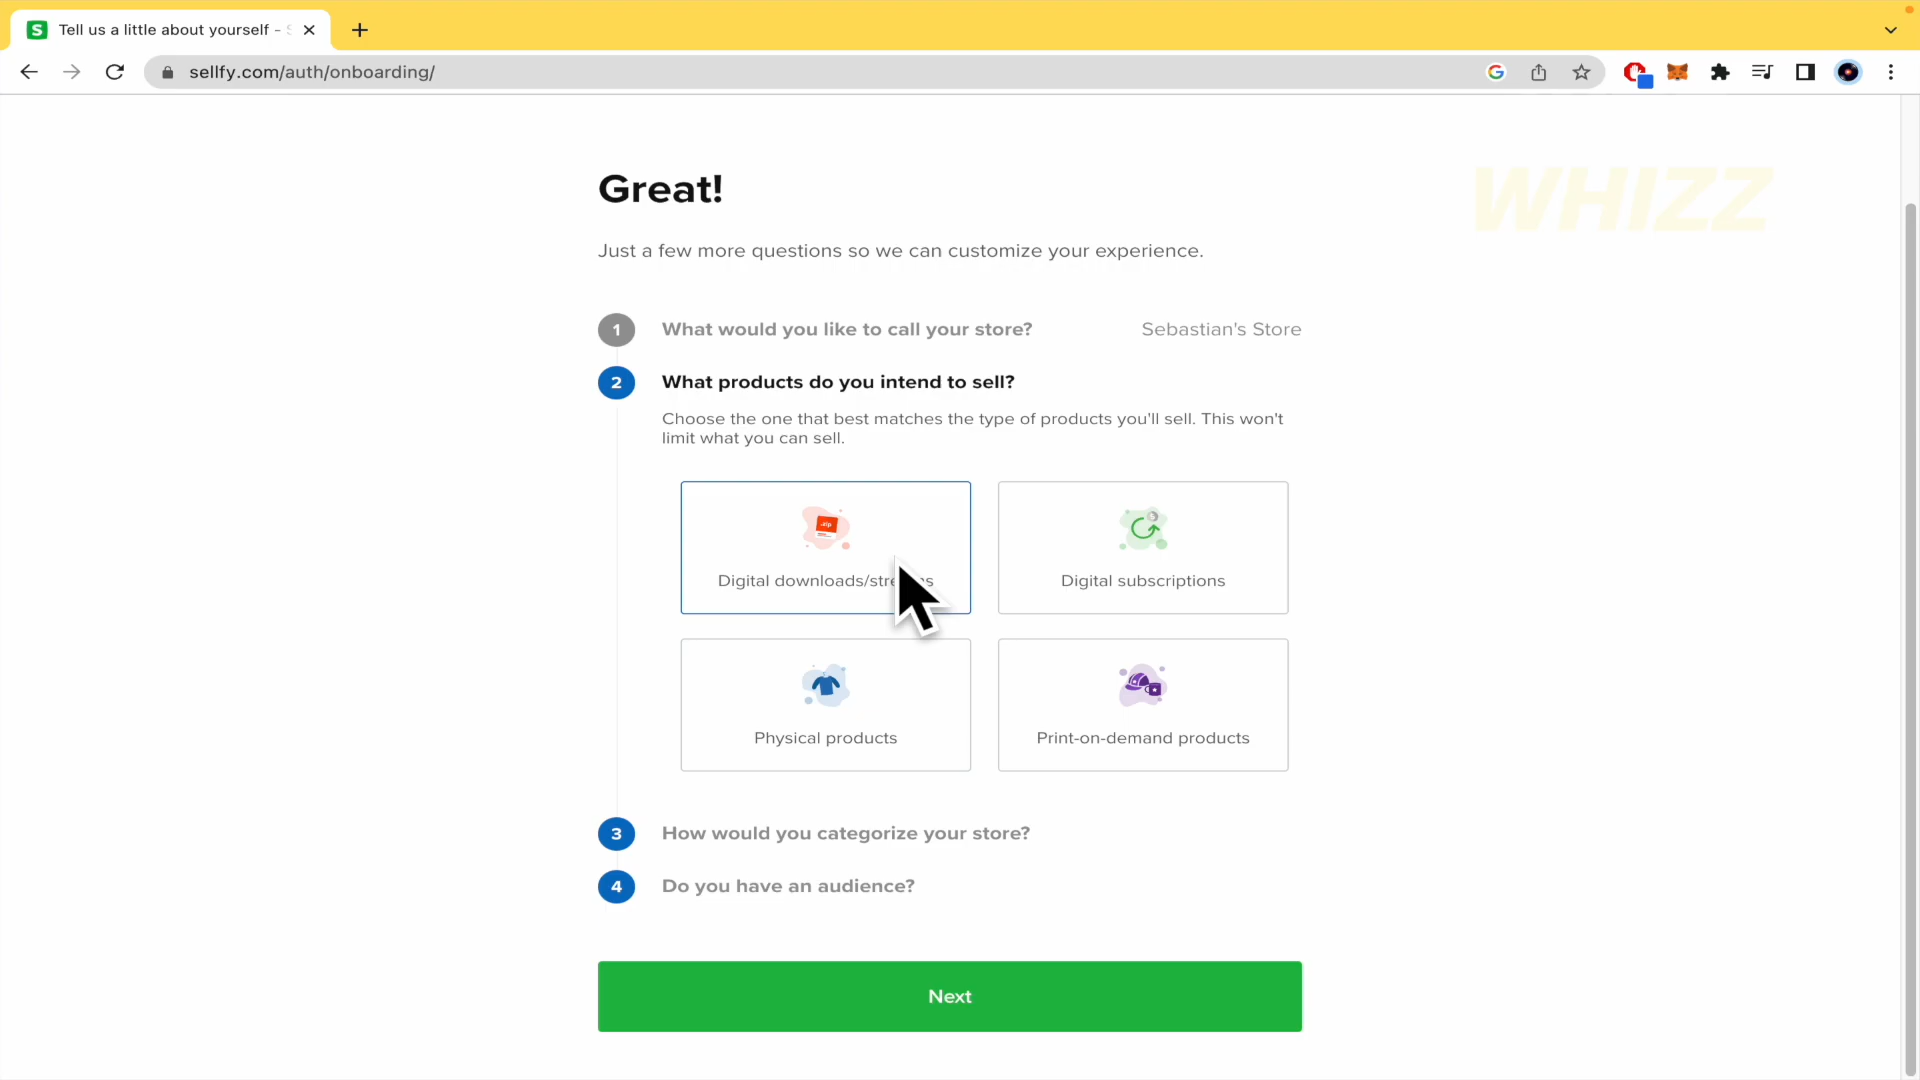 S Tell us a little about yourself -
sellfy.com/auth/onboarding/
WHIZZ
Great!
Just a few more questions so we can customize your experience.
1 What would you like to call your store? Sebastian's Store
2 What products do you intend to sell?
Choose the one that best matches the type of products you'll sell. This won't
limit what you can sell.
.zip
Digital downloads/ Digital subscriptions
Physical products Print-on-demand products
3 How would you categorize your store?
4 Do you have an audience?
Next